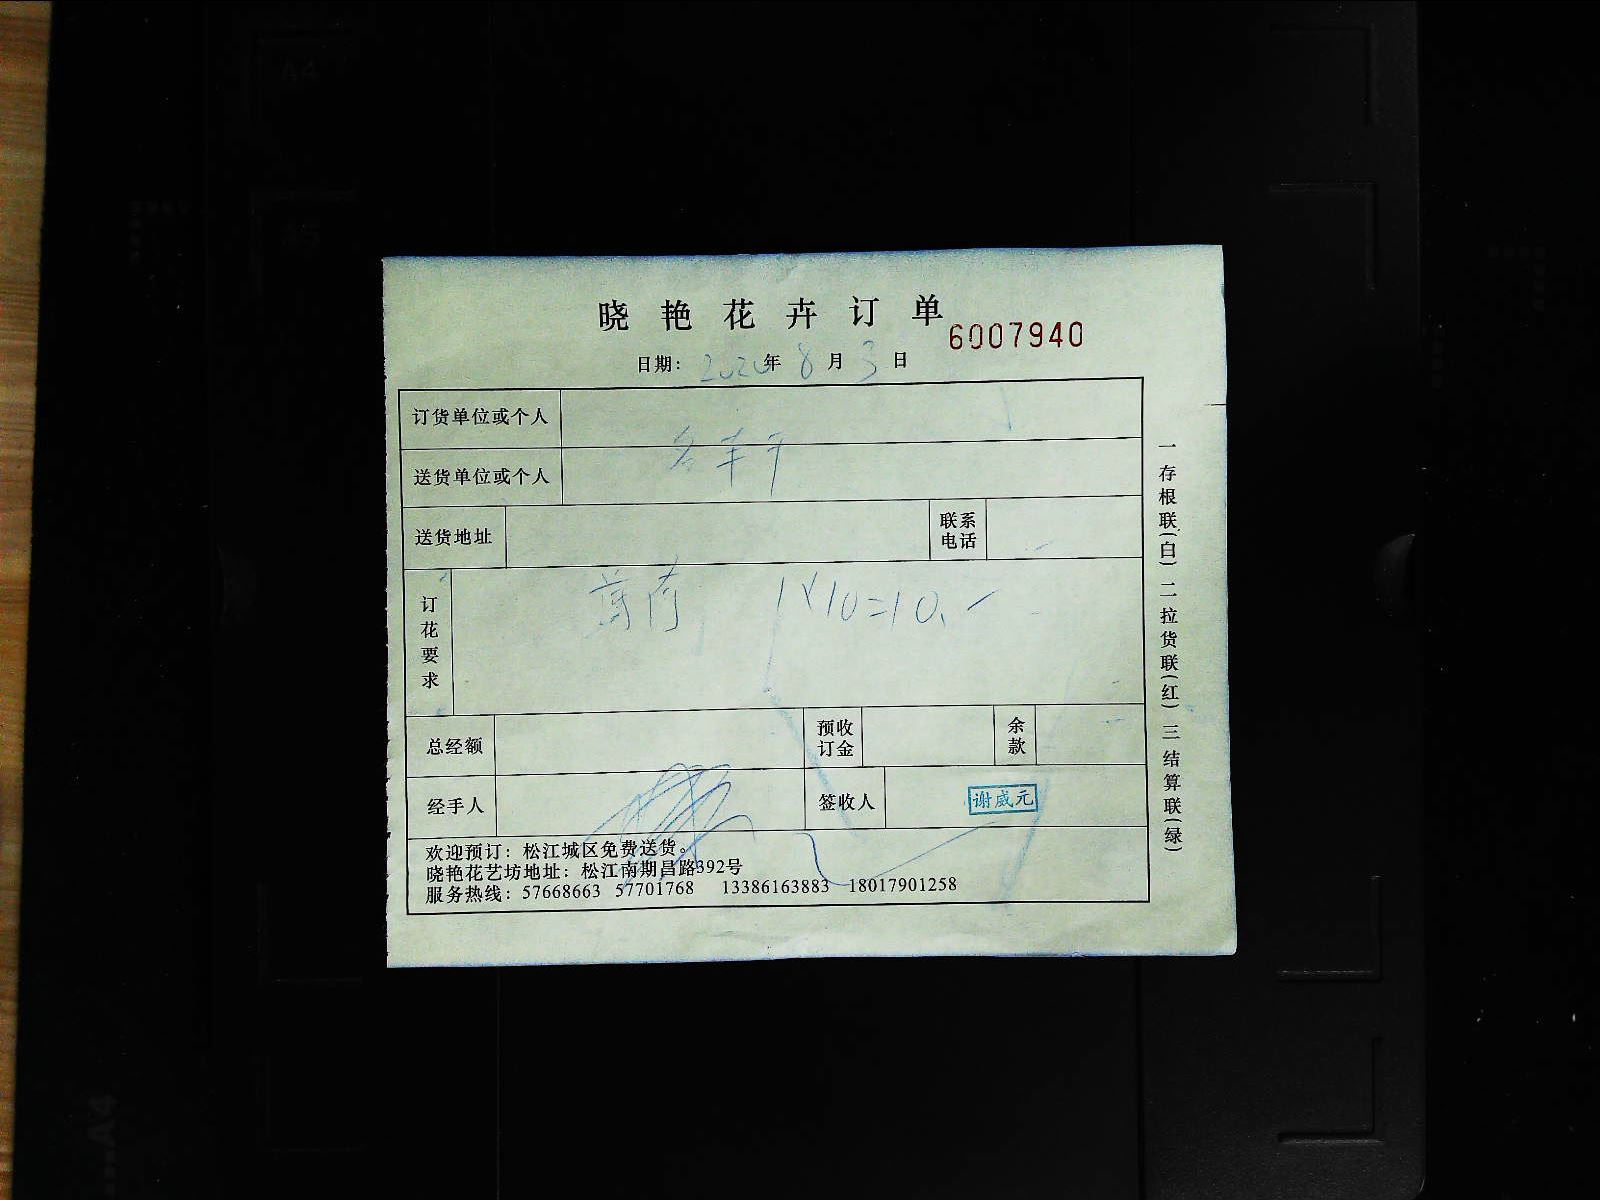 晓艳花卉订单
6007940
日期: 2020年 8 月 3 日
订货单位或个人
送货单位或个人
送货地址
联系电话
订花要求
1×10=10.-
总经额
预收订金
余款
经手人
签收人
谢威元
欢迎预订：松江城区免费送货。
晓艳花艺坊地址：松江南期昌路392号
服务热线：57668663 57701768 13386163883 18017901258
一存根联(白) 二拉货联(红) 三结算联(绿)
A4
A5
A4